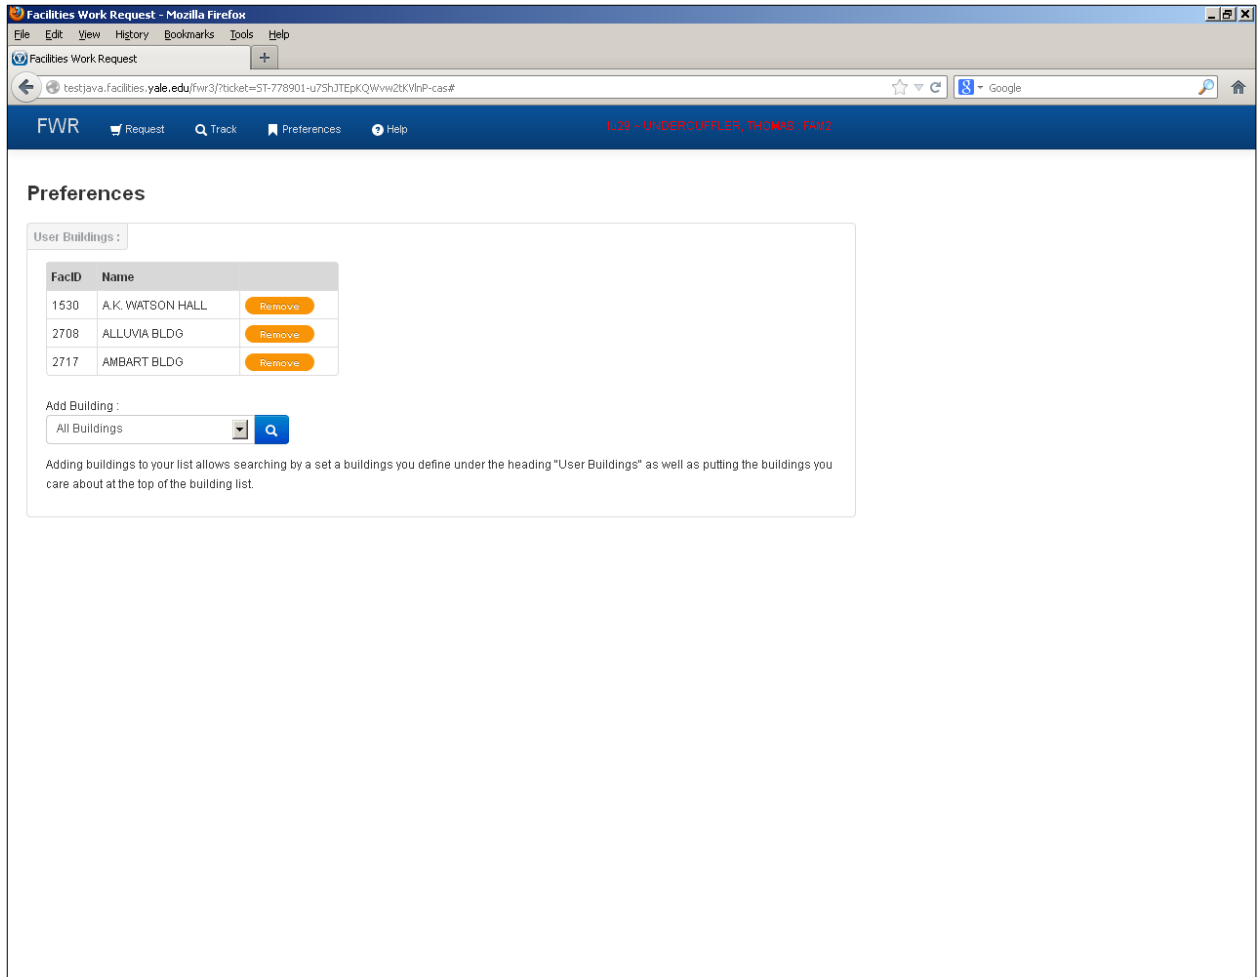 Facilities Work Request - Mozilla Firefox
File Edit View History Bookmarks Tools Help
Facilities Work Request +
testjava.facilities.yale.edu/fwr3/?ticket=ST-778901-u7ShJTEpKQWvw2tKVlnP-cas# 8 Google
FWR Request Track Preferences Help tu29 -- UNDERCUFFLER, THOMAS : FAM2
Preferences
User Buildings :
FacID Name
1530 A.K. WATSON HALL Remove
2708 ALLUVIA BLDG Remove
2717 AMBART BLDG Remove
Add Building :
All Buildings
Adding buildings to your list allows searching by a set a buildings you define under the heading "User Buildings" as well as putting the buildings you
care about at the top of the building list.